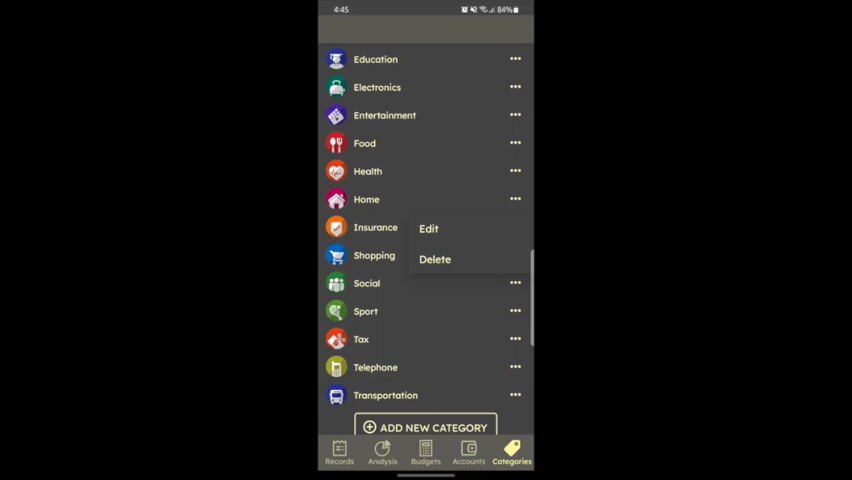 4:45
84%
Education
Electronics
Entertainment
Food
Health
Home
Insurance
Edit
Shopping
Delete
Social
Sport
Tax
Telephone
Transportation
ADD NEW CATEGORY
Records Analysis Budgets Accounts Categories